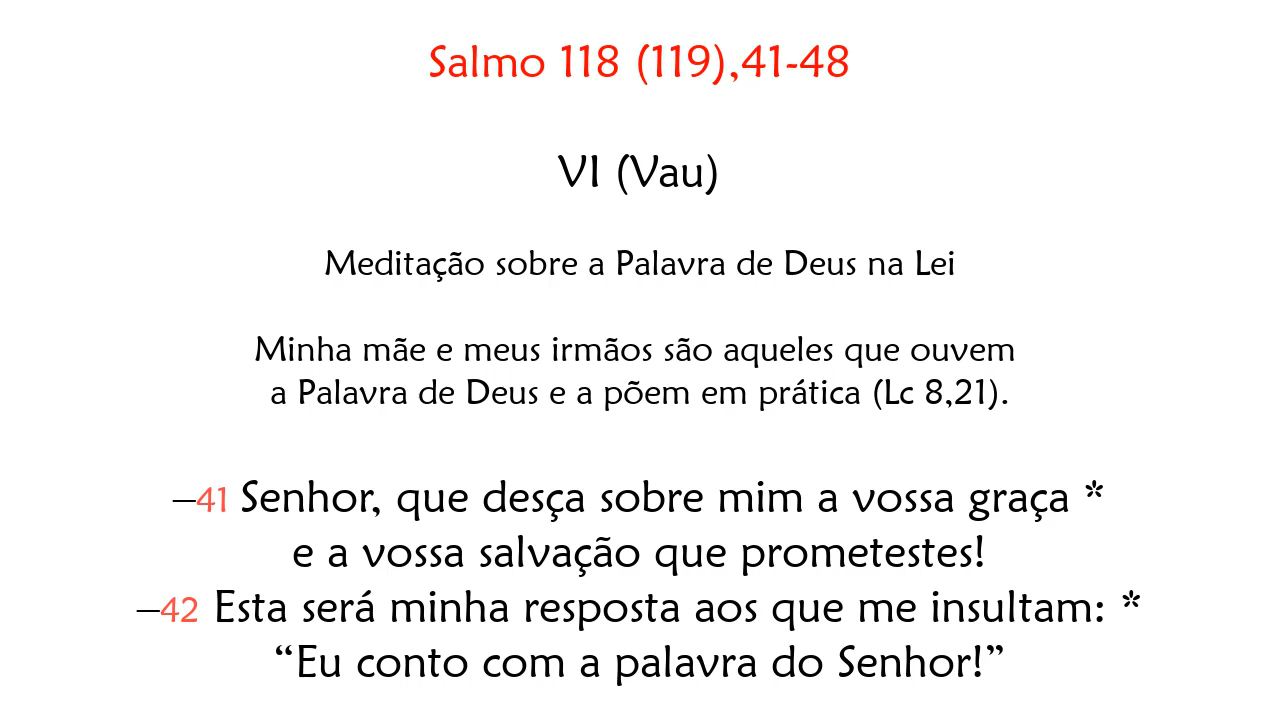 Salmo 118 (119),41-48
VI (Vau)
Meditação sobre a Palavra de Deus na Lei
Minha mãe e meus irmãos são aqueles que ouvem
a Palavra de Deus e a põem em prática (Lc 8,21).
–41 Senhor, que desça sobre mim a vossa graça *
e a vossa salvação que prometestes!
–42 Esta será minha resposta aos que me insultam: *
“Eu conto com a palavra do Senhor!”